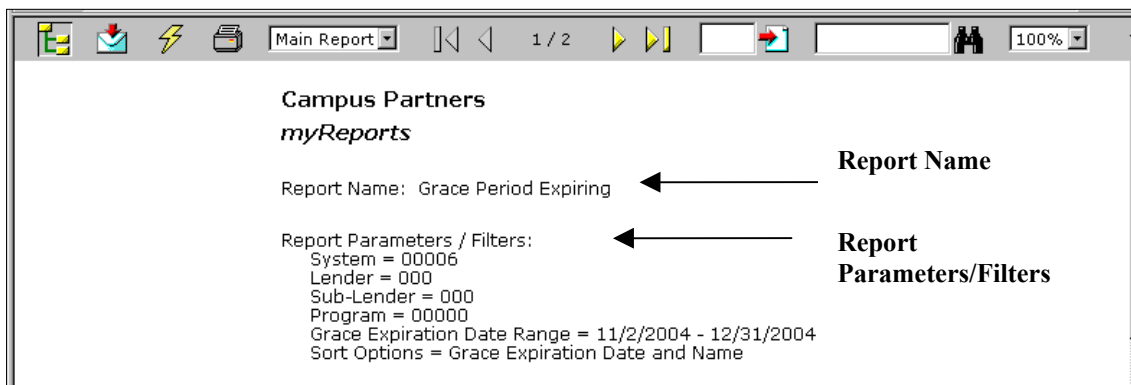 Main Report 1 / 2 100%
Campus Partners
myReports
Report Name: Grace Period Expiring
Report Name
Report Parameters / Filters:
Report
Parameters/Filters
System = 00006
Lender = 000
Sub-Lender = 000
Program = 00000
Grace Expiration Date Range = 11/2/2004 - 12/31/2004
Sort Options = Grace Expiration Date and Name